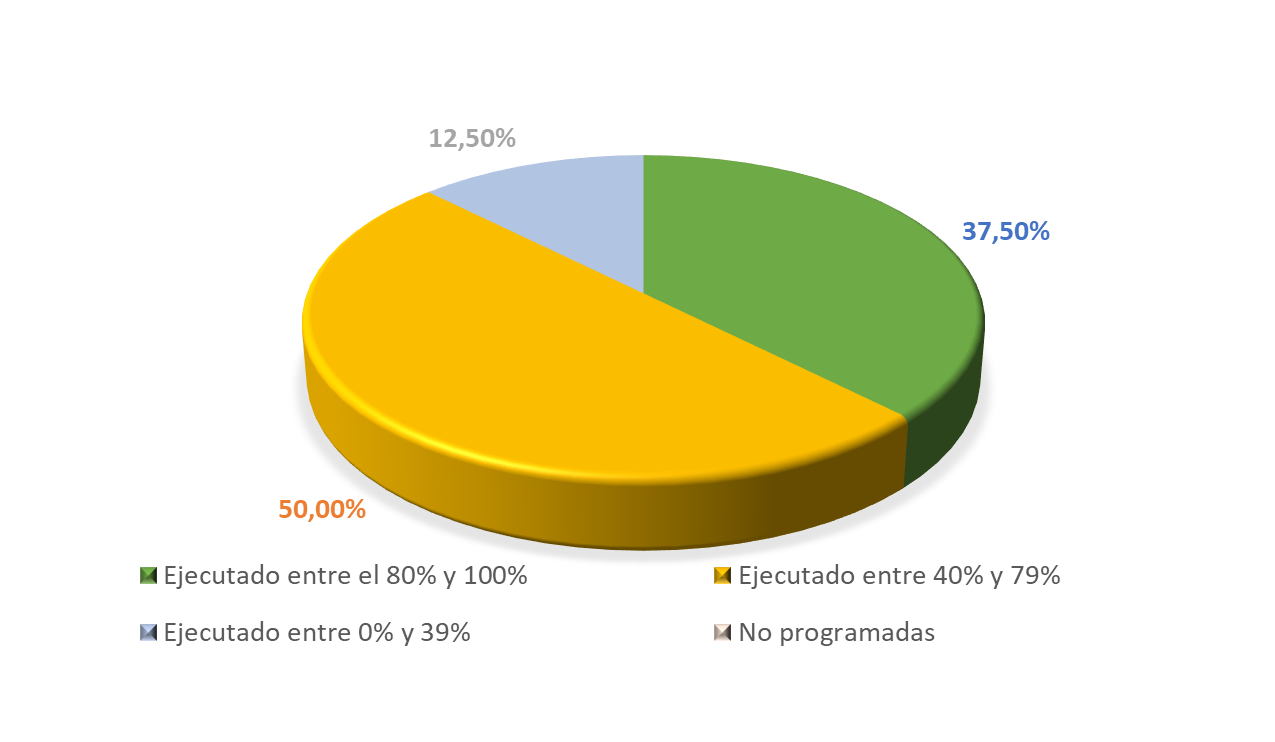 12,50%
37,50%
50,00%
Ejecutado entre el 80% y 100%
Ejecutado entre 40% y 79%
Ejecutado entre 0% y 39%
No programadas